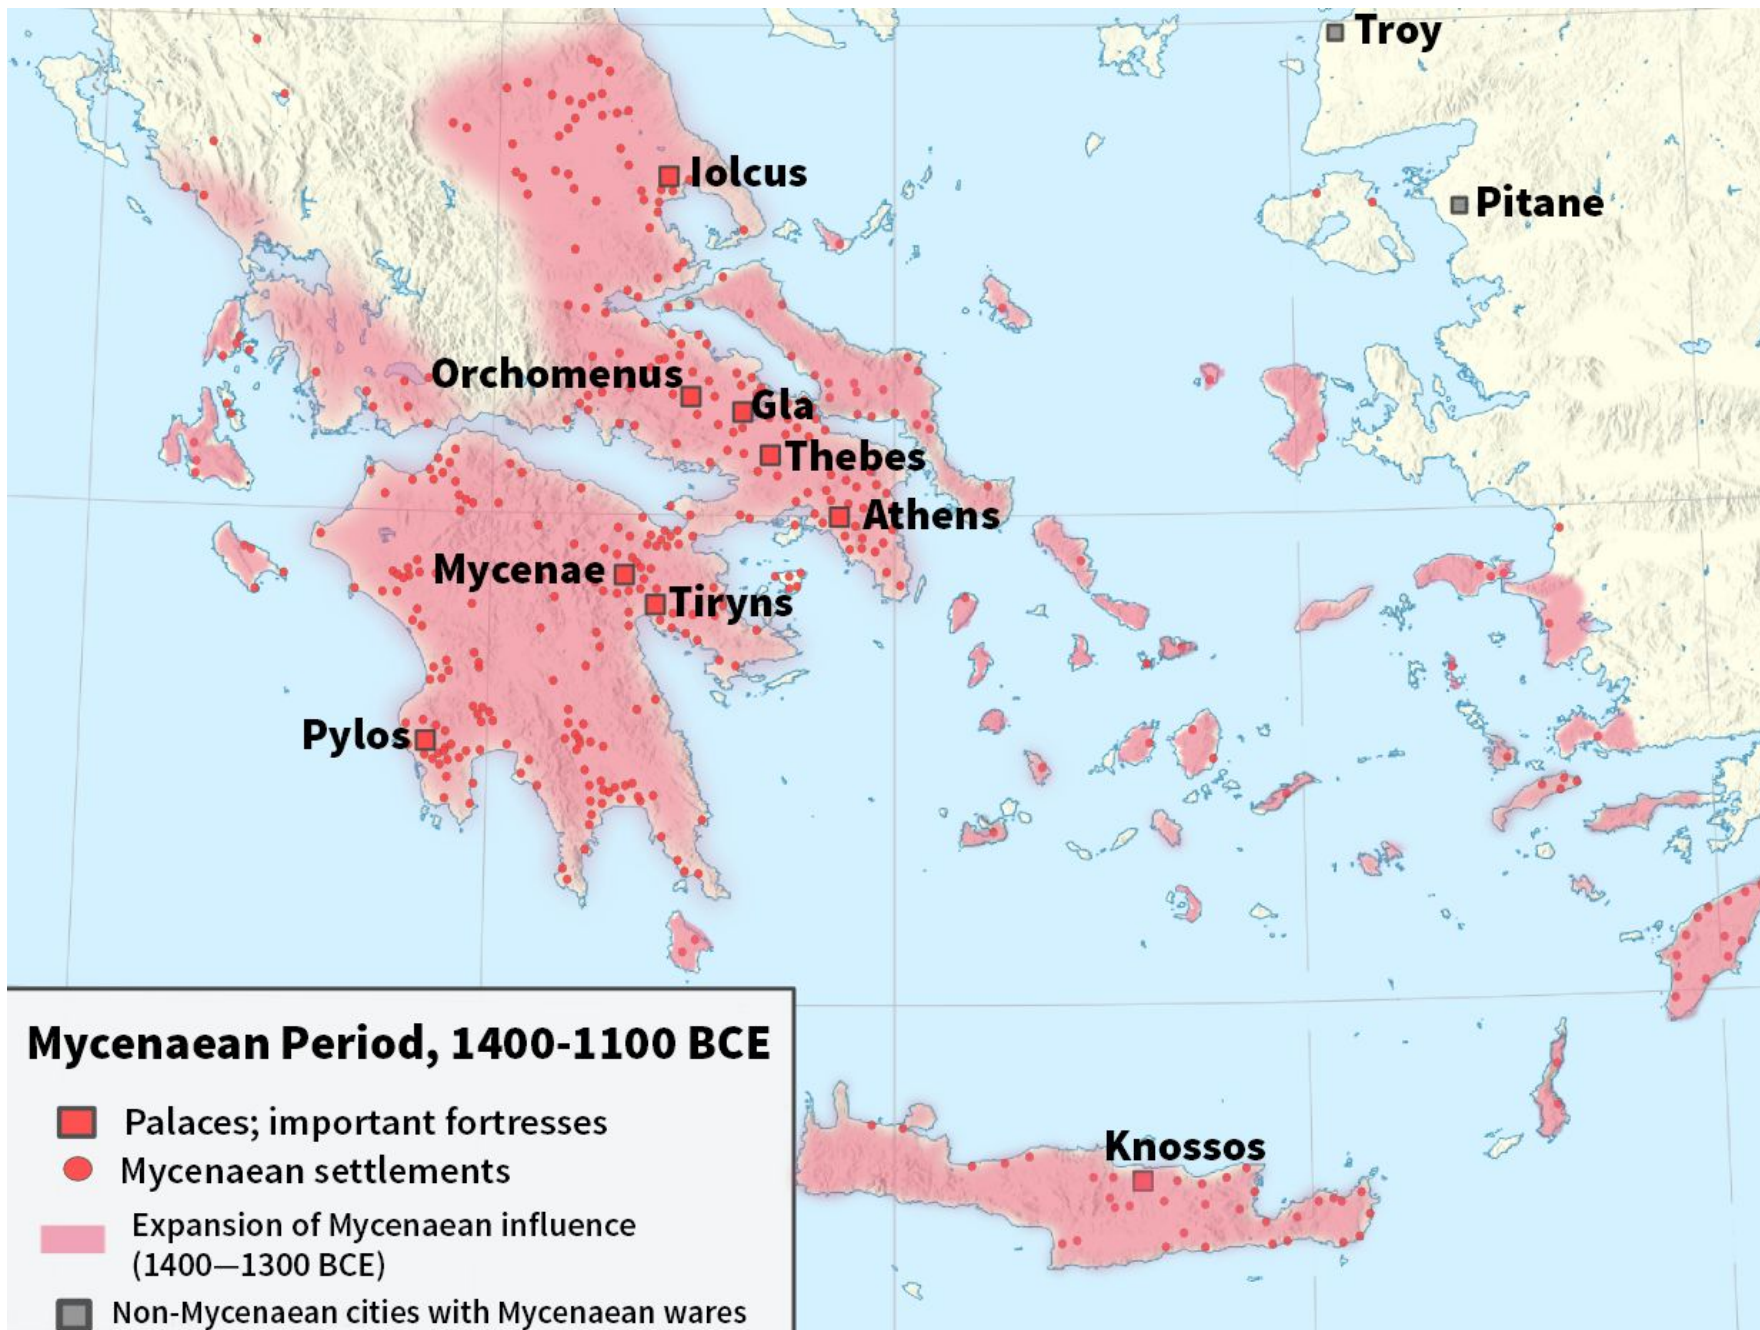 Troy
Iolcus
Pitane
Orchomenus
Gla
Thebes
Athens
Mycenae
Tiryns
Pylos
Knossos
Mycenaean Period, 1400-1100 BCE
Palaces; important fortresses
Mycenaean settlements
Expansion of Mycenaean influence
(1400—1300 BCE)
Non-Mycenaean cities with Mycenaean wares